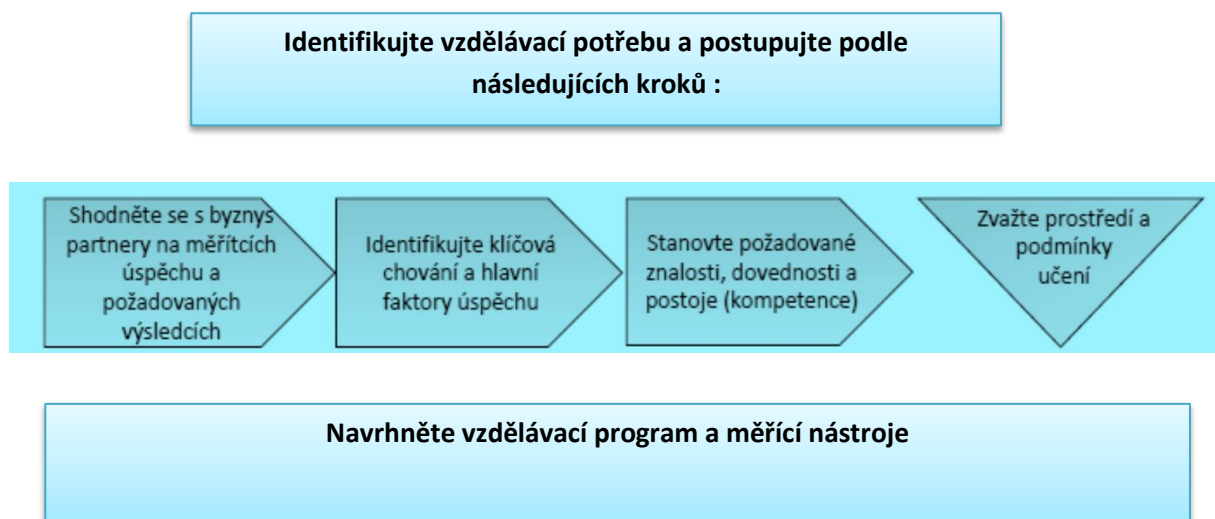 Identifikujte vzdělávací potřebu a postupujte podle
následujících kroků :
Shodněte se s byznys
partnery na měřítcích
úspěchu a
požadovaných
výsledcích
Identifikujte klíčová
chování a hlavní
faktory úspěchu
Stanovte požadované
znalosti, dovednosti a
postoje (kompetence)
Zvažte prostředí a
podmínky
učení
Navrhněte vzdělávací program a měřící nástroje